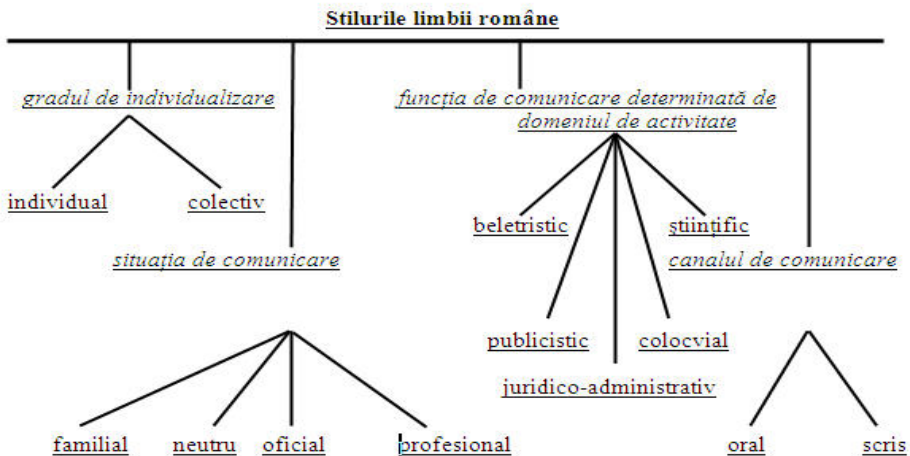 Stilurile limbii române
gradul de individualizare
funcția de comunicare determinată de
domeniul de activitate
individual
colectiv
beletristic
științific
situația de comunicare
canalul de comunicare
publicistic
colocvial
juridico-administrativ
familial
neutru
oficial
profesional
oral
scris